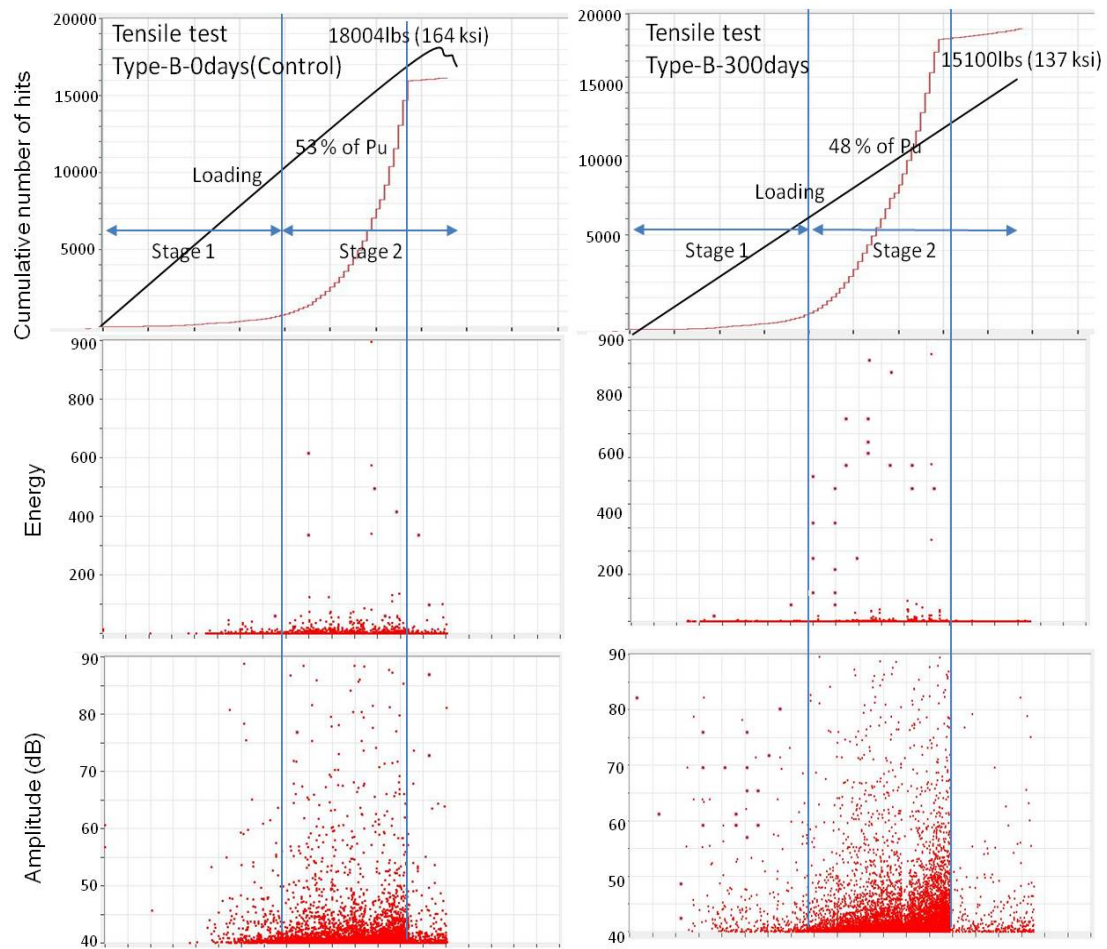 20000
15000
10000
5000
Cumulative number of hits
Tensile test
Type-B-0days(Control)
18004lbs (164 ksi)
53 % of Pu
Loading
Stage 1
Stage 2
20000
15000
10000
5000
Tensile test
Type-B-300days
15100lbs (137 ksi)
48 % of Pu
Loading
Stage 1
Stage 2
900
800
600
400
200
Energy
900
800
600
400
200
90
80
70
60
50
40
Amplitude (dB)
90
80
70
60
50
40